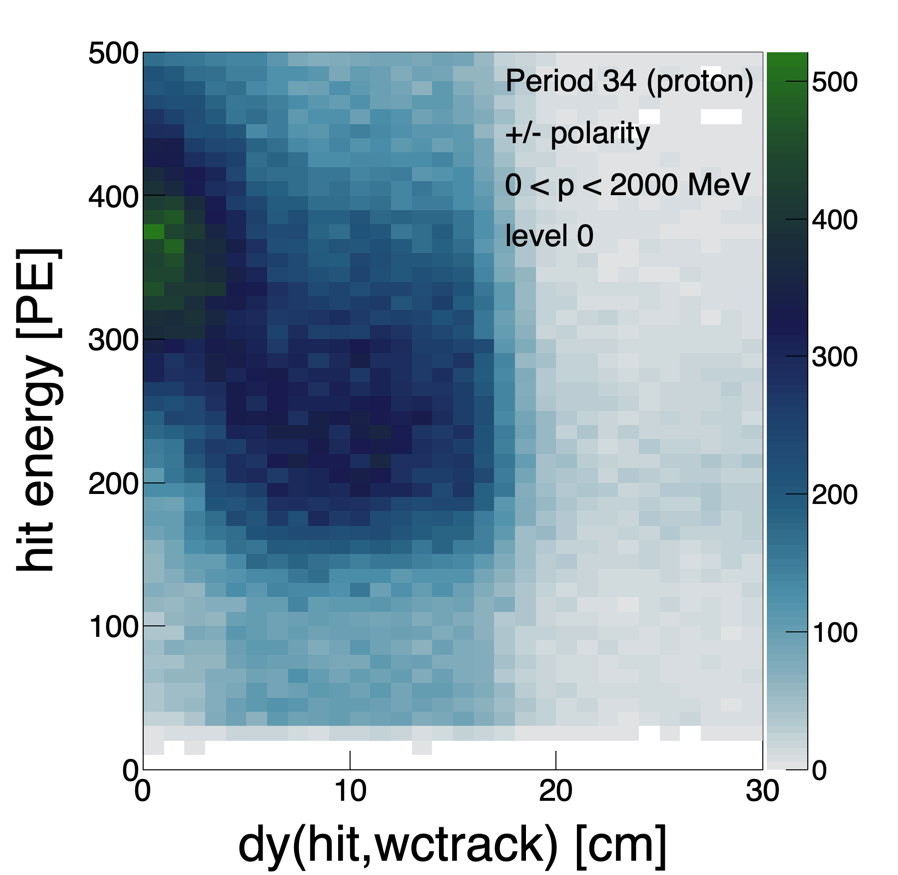 500
400
300
200
100
0
hit energy [PE]
Period 34 (proton)
+/- polarity
0 < p < 2000 MeV
level 0
500
400
300
200
100
0
0 10 20 30
dy(hit,wctrack) [cm]